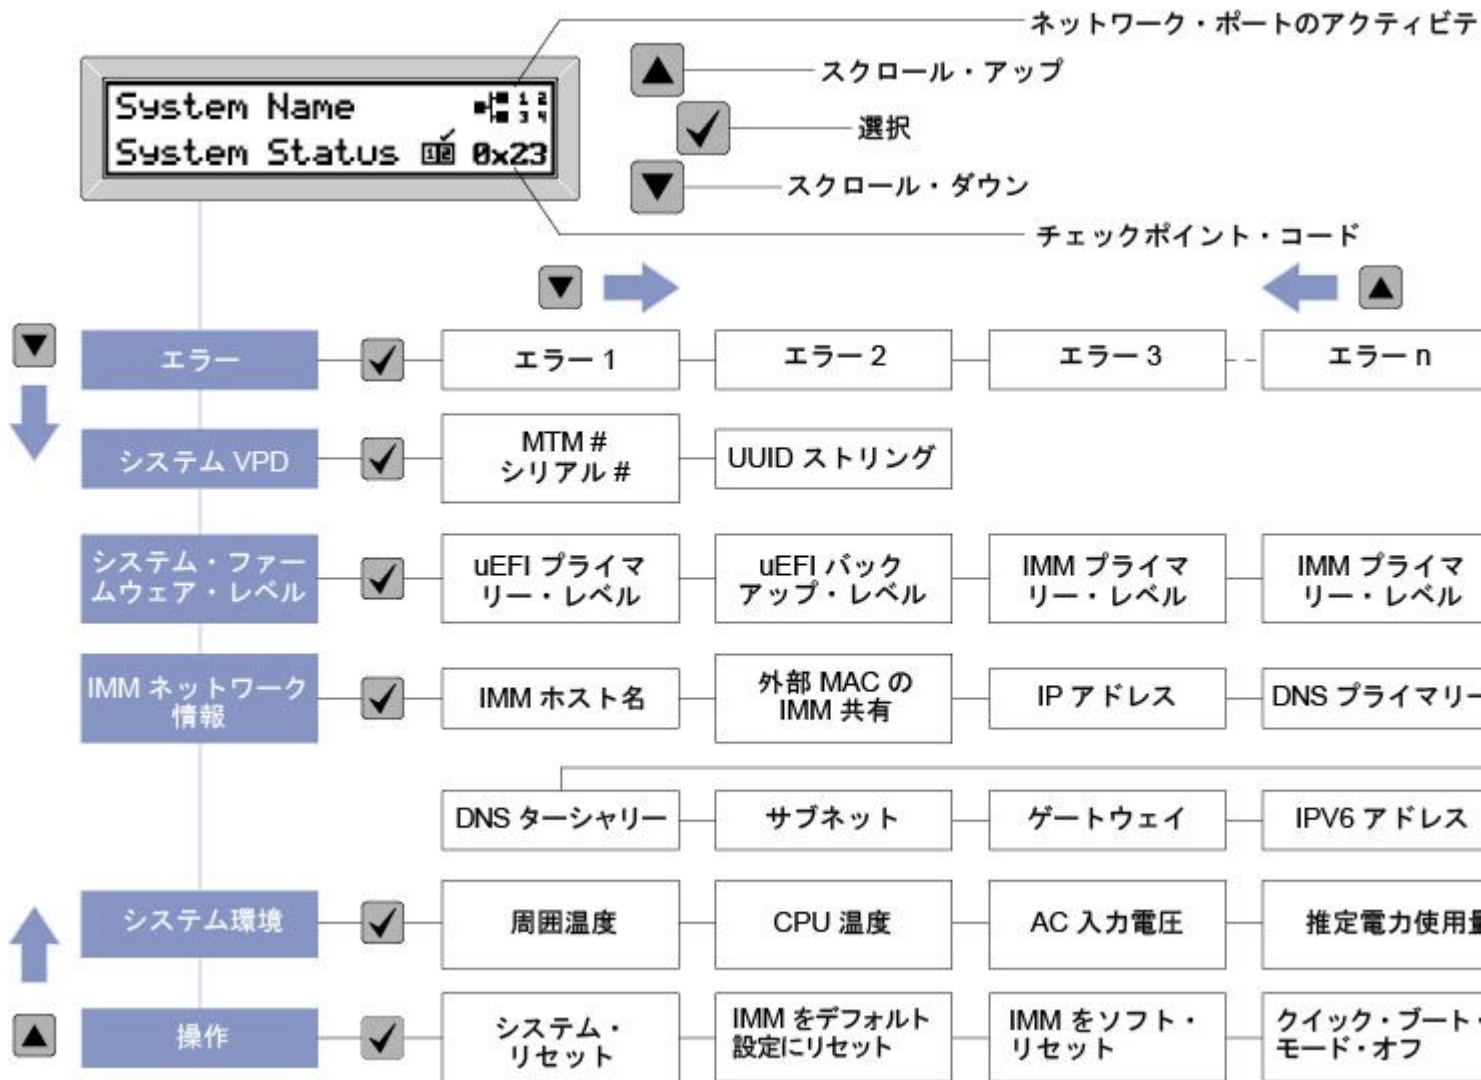 ネットワーク・ポートのアクティビテ
スクロール・アップ
System Name 1 2
3 4
選択
System Status 12 0x23
スクロール・ダウン
チェックポイント・コード
エラー
エラー 1
エラー 2
エラー 3
エラー n
システム VPD
MTM #
シリアル #
UUID ストリング
システム・ファー
ムウェア・レベル
uEFI プライマ
リー・レベル
uEFI バック
アップ・レベル
IMM プライマ
リー・レベル
IMM プライマ
リー・レベル
IMM ネットワーク
情報
IMM ホスト名
外部 MAC の
IMM 共有
IP アドレス
DNS プライマリー
DNS ターシャリー
サブネット
ゲートウェイ
IPV6 アドレス
システム環境
周囲温度
CPU 温度
AC 入力電圧
推定電力使用量
操作
システム・
リセット
IMM をデフォルト
設定にリセット
IMM をソフト・
リセット
クイック・ブート・
モード・オフ